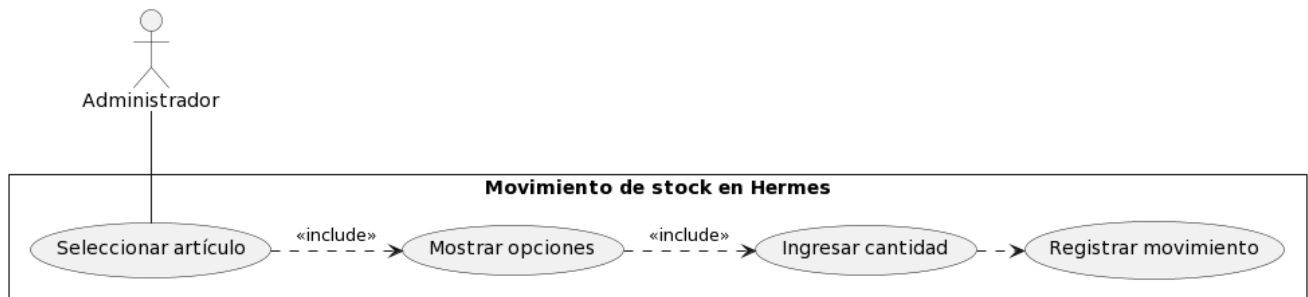 Administrador
Movimiento de stock en Hermes
Seleccionar artículo
«include»
Mostrar opciones
«include»
Ingresar cantidad
Registrar movimiento